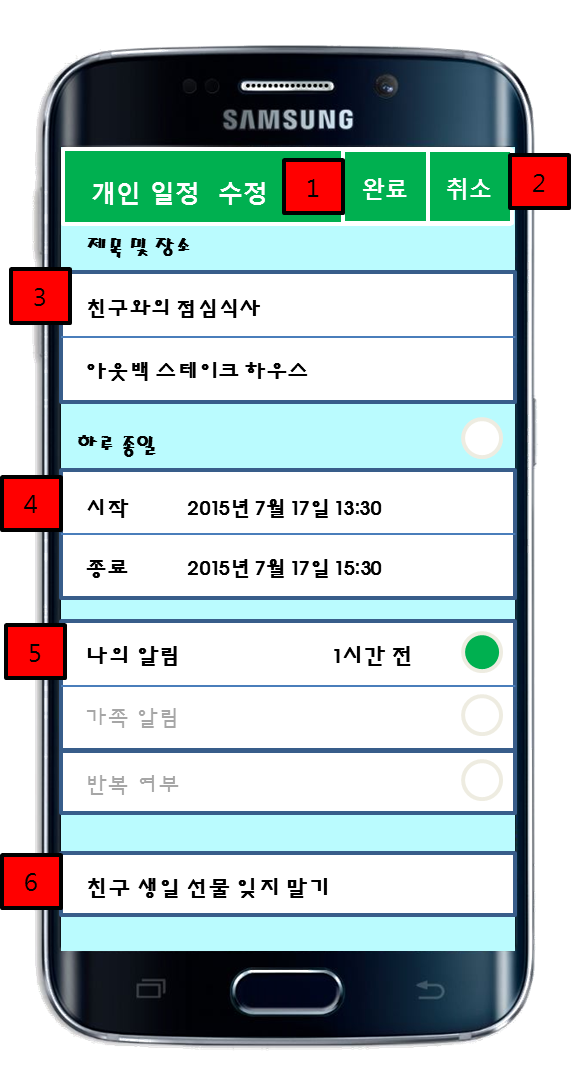 SAMSUNG
개인 일정 수정 1 완료 취소 2
제목 및 장소
3 친구와의 점심식사
아웃백 스테이크 하우스
하루 종일
4 시작 2015년 7월 17일 13:30
종료 2015년 7월 17일 15:30
5 나의 알림 1시간 전
가족 알림
반복 여부
6 친구 생일 선물 잊지 말기